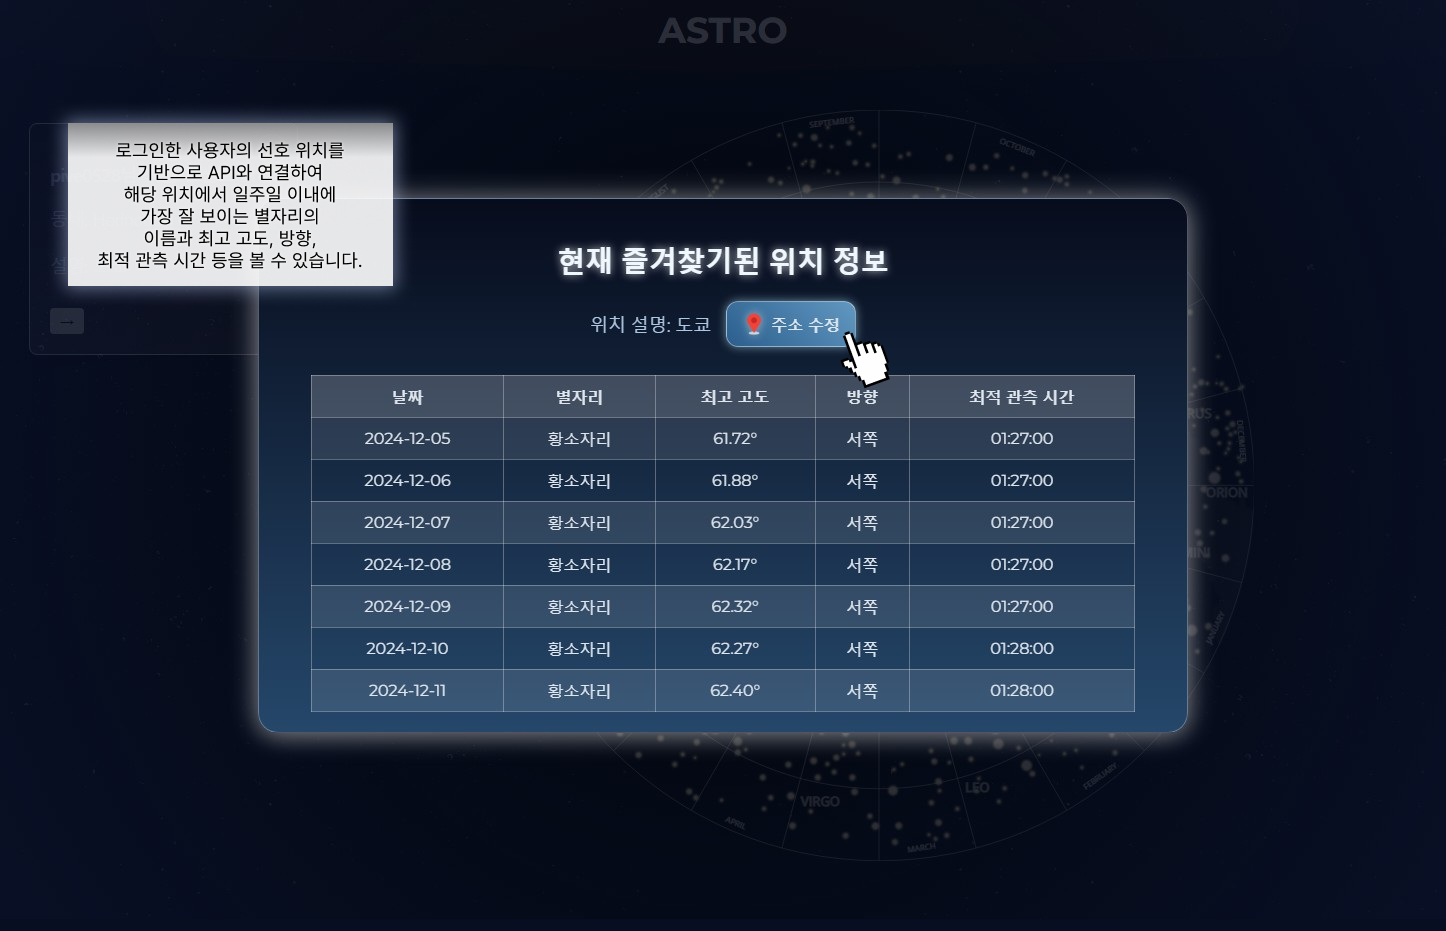 ASTRO
로그인한 사용자의 선호 위치를
기반으로 API와 연결하여
해당 위치에서 일주일 이내에
가장 잘 보이는 별자리의
이름과 최고 고도, 방향,
최적 관측 시간 등을 볼 수 있습니다.
→
현재 즐겨찾기된 위치 정보
위치 설명: 도쿄 📍 주소 수정
날짜 별자리 최고 고도 방향 최적 관측 시간
2024-12-05 황소자리 61.72° 서쪽 01:27:00
2024-12-06 황소자리 61.88° 서쪽 01:27:00
2024-12-07 황소자리 62.03° 서쪽 01:27:00
2024-12-08 황소자리 62.17° 서쪽 01:27:00
2024-12-09 황소자리 62.32° 서쪽 01:27:00
2024-12-10 황소자리 62.27° 서쪽 01:28:00
2024-12-11 황소자리 62.40° 서쪽 01:28:00
SEPTEMBER
OCTOBER
DECEMBER
ORION
JANUARY
FEBRUARY
LEO
VIRGO
APRIL
MARCH